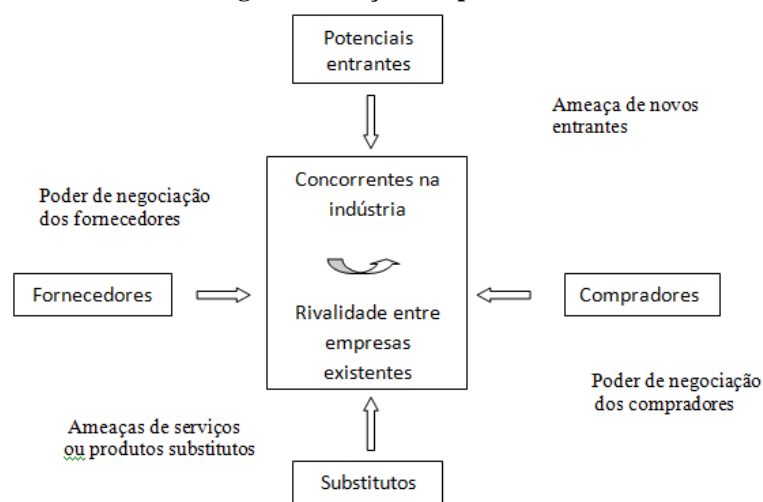 Potenciais
entrantes
Ameaça de novos
entrantes
Concorrentes na
indústria
Poder de negociação
dos fornecedores
Fornecedores
Compradores
Rivalidade entre
empresas
existentes
Poder de negociação
dos compradores
Ameaças de serviços
ou produtos substitutos
Substitutos